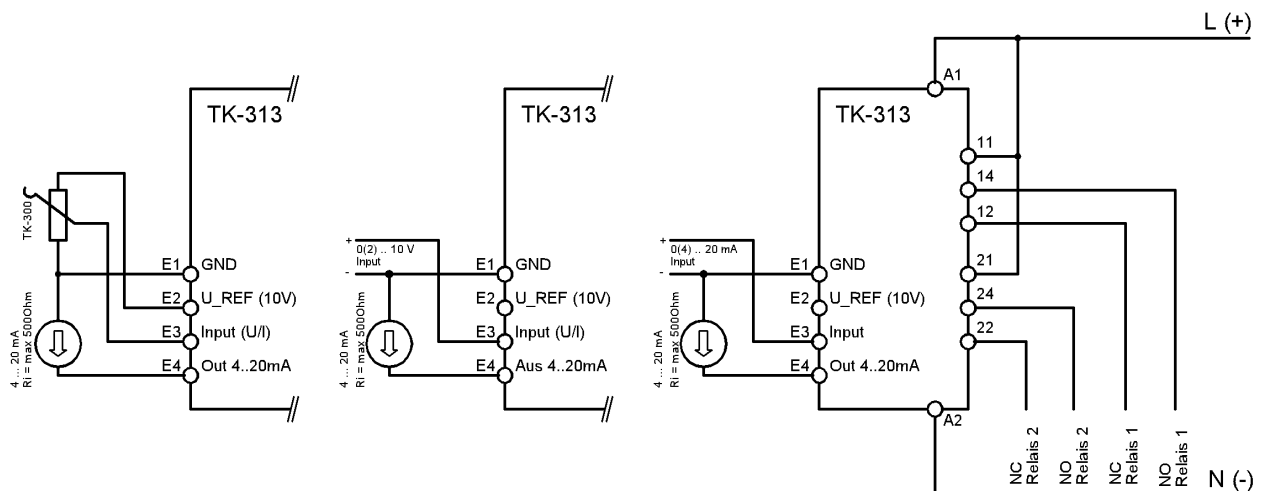 TK-313
TK-300
E1 GND
E2 U_REF (10V)
E3 Input (U/I)
E4 Out 4..20mA
4 ... 20 mA
Ri = max 500Ohm
TK-313
+
0(2) .. 10 V
Input
-
E1 GND
E2 U_REF (10V)
E3 Input (U/I)
E4 Aus 4..20mA
4 ... 20 mA
Ri = max 500Ohm
L (+)
A1
TK-313
11
14
12
21
24
22
+
0(4) .. 20 mA
Input
-
E1 GND
E2 U_REF (10V)
E3 Input
E4 Out 4..20mA
4 ... 20 mA
Ri = max 500Ohm
A2
NC
Relais 2
NO
Relais 2
NC
Relais 1
NO
Relais 1
N (-)